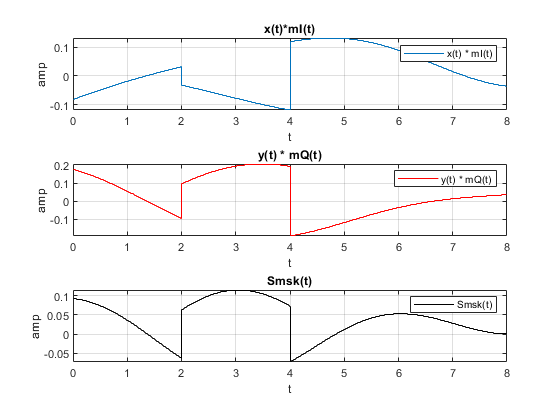 x(t)*mI(t)
0.1
0
-0.1
amp
x(t) * mI(t)
0 1 2 3 4 5 6 7 8
t
y(t) * mQ(t)
0.2
0.1
0
-0.1
amp
y(t) * mQ(t)
0 1 2 3 4 5 6 7 8
t
Smsk(t)
0.1
0.05
0
-0.05
amp
Smsk(t)
0 1 2 3 4 5 6 7 8
t